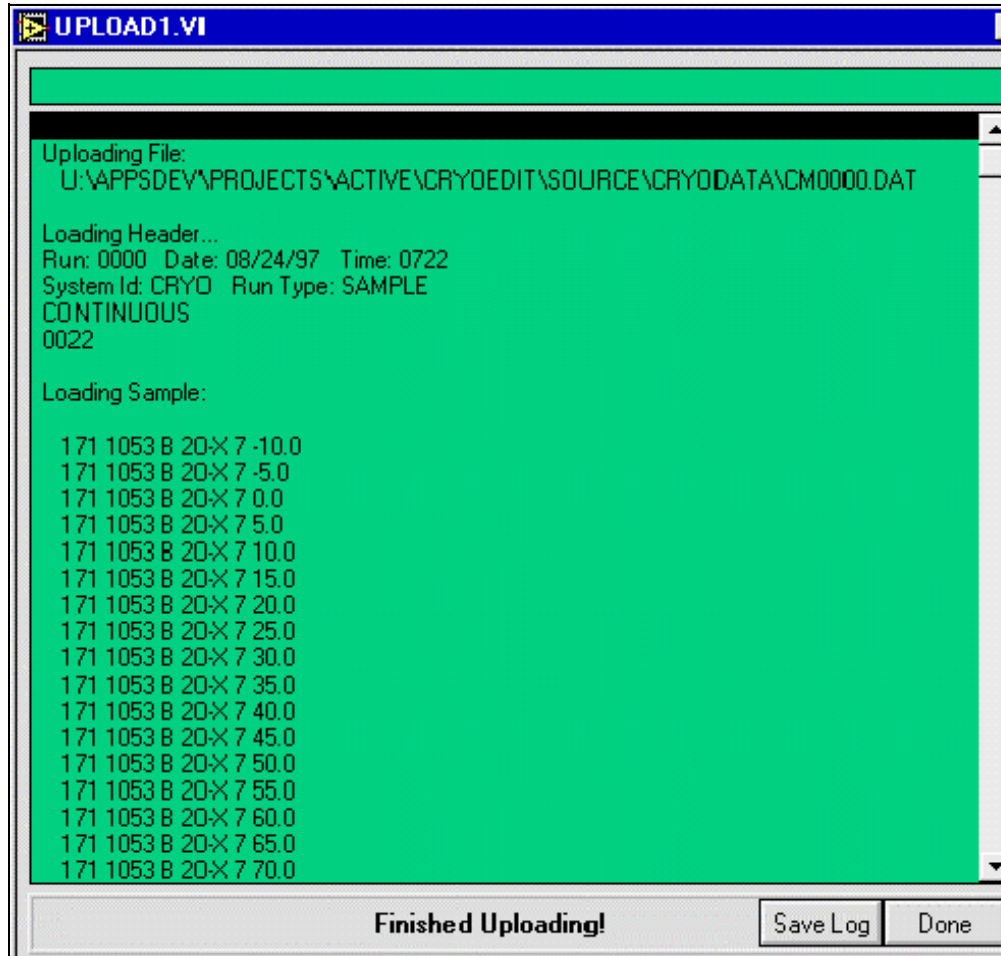 UPLOAD1.VI
Uploading File:
U:\APPSDEV\PROJECTS\ACTIVE\CRYOEDIT\SOURCE\CRYODATA\CM0000.DAT
Loading Header...
Run: 0000 Date: 08/24/97 Time: 0722
System Id: CRYO Run Type: SAMPLE
CONTINUOUS
0022
Loading Sample:
171 1053 B 20-X 7 -10.0
171 1053 B 20-X 7 -5.0
171 1053 B 20-X 7 0.0
171 1053 B 20-X 7 5.0
171 1053 B 20-X 7 10.0
171 1053 B 20-X 7 15.0
171 1053 B 20-X 7 20.0
171 1053 B 20-X 7 25.0
171 1053 B 20-X 7 30.0
171 1053 B 20-X 7 35.0
171 1053 B 20-X 7 40.0
171 1053 B 20-X 7 45.0
171 1053 B 20-X 7 50.0
171 1053 B 20-X 7 55.0
171 1053 B 20-X 7 60.0
171 1053 B 20-X 7 65.0
171 1053 B 20-X 7 70.0
Finished Uploading! Save Log Done